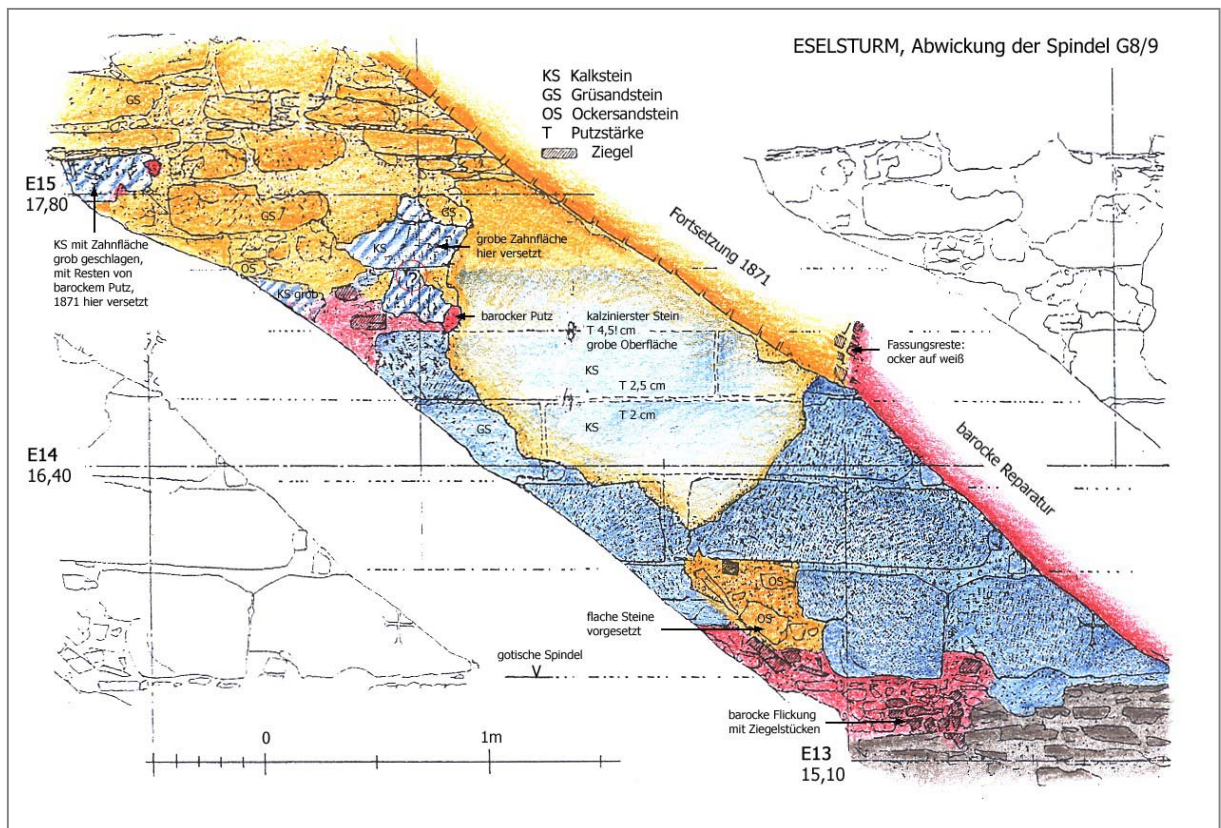 ESELSTURM, Abwickung der Spindel G8/9
KS Kalkstein
GS Grüsandstein
OS Ockersandstein
T Putzstärke
Ziegel
GS
E15
17,80
KS mit Zahnfläche
grob geschlagen,
mit Resten von
barockem Putz,
1871 hier versetzt
GS
GS
OS
KS
KS grob
?
grobe Zahnfläche
hier versetzt
barocker Putz
Fortsetzung 1871
kalzinierter Stein
T 4,5! cm
grobe Oberfläche
KS
T 2,5 cm
T 2 cm
KS
GS
Fassungsreste:
ocker auf weiß
barocke Reparatur
E14
16,40
OS
OS
flache Steine
vorgesetzt
gotische Spindel
barocke Flickung
mit Ziegelstücken
E13
15,10
0
1m